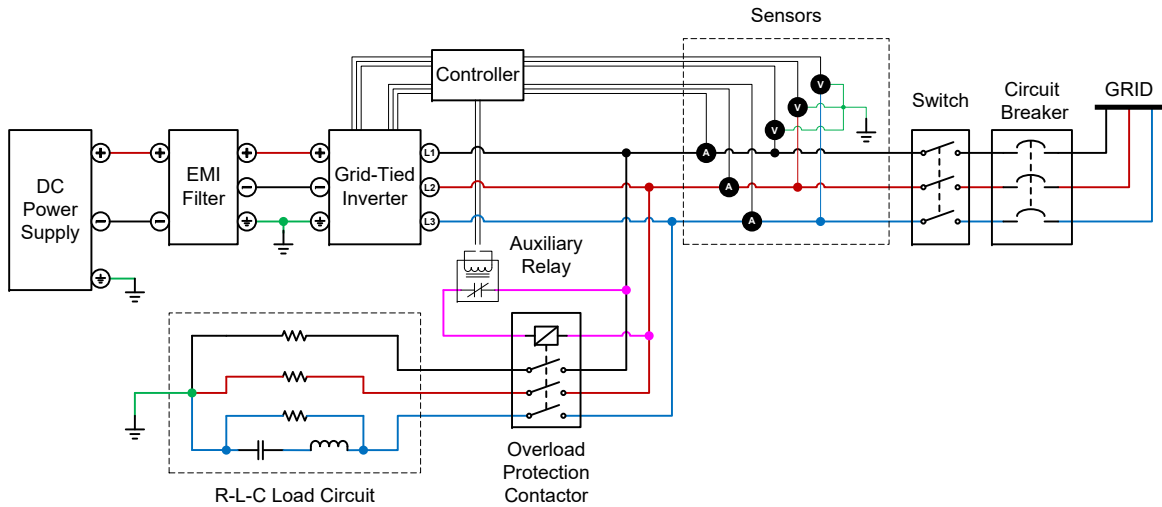 Sensors
Controller
V
V
V
Switch
Circuit
Breaker
GRID
DC
Power
Supply
EMI
Filter
Grid-Tied
Inverter
L1
L2
L3
A
A
A
Auxiliary
Relay
Overload
Protection
Contactor
R-L-C Load Circuit